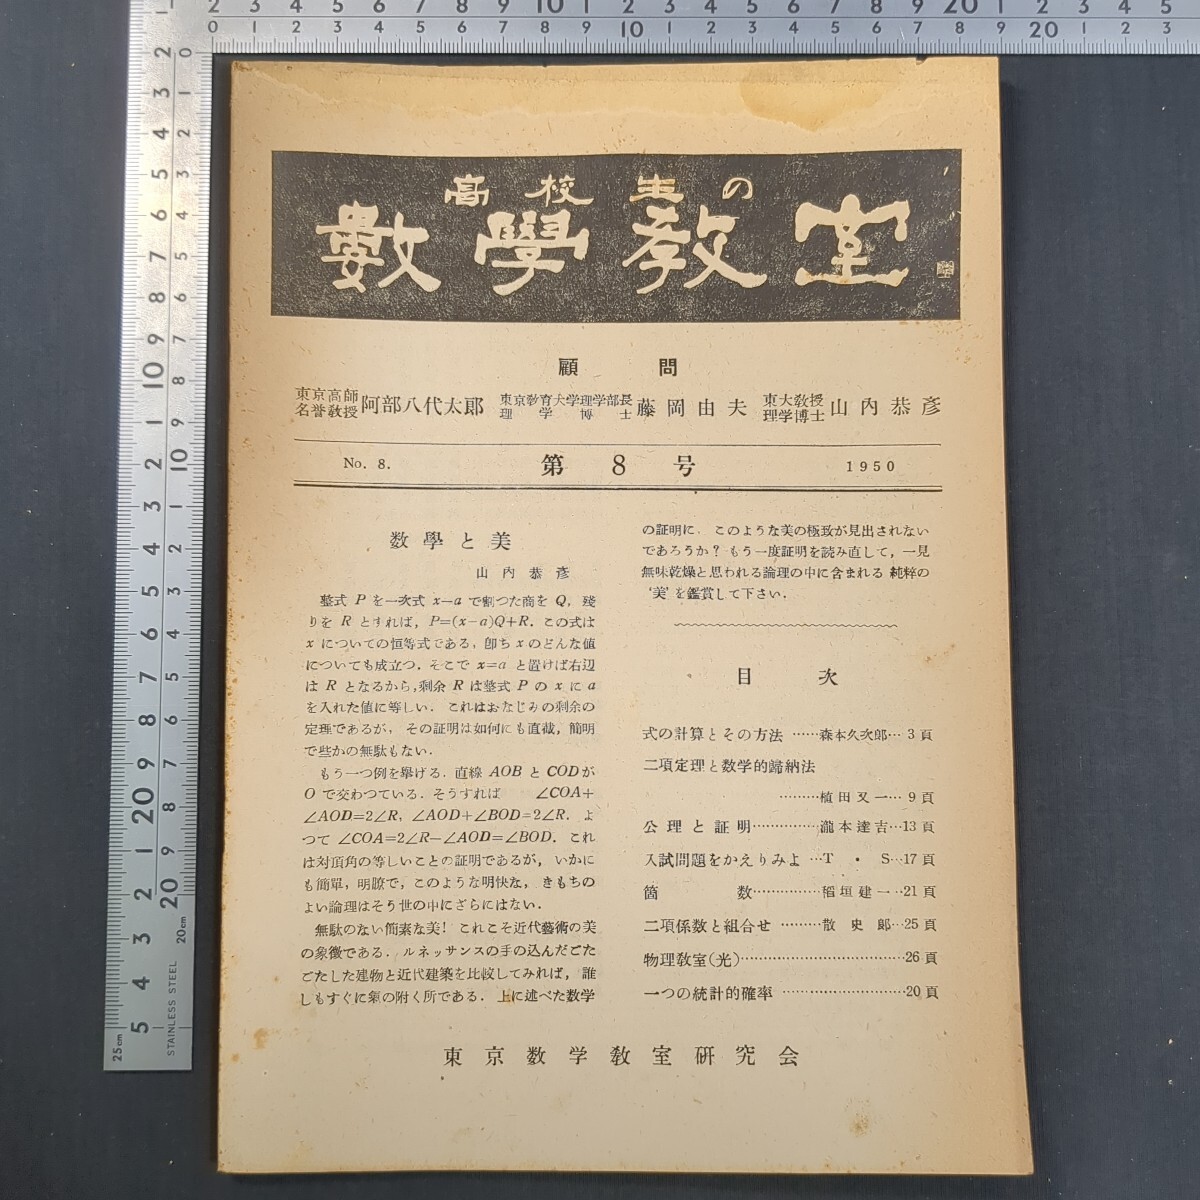 高校生の
數學教室
顧問
東京高師
名誉教授
阿部八代太郎
東京教育大学理学部長
理学博士
藤岡由夫
東大教授
理学博士
山内恭彦
No. 8.
第8号
1950
数學と美
山内恭彦
整式 P を一次式 x−a で割つた商を Q, 殘
りを R とすれば, P=(x−a)Q+R. この式は
x についての恒等式である, 卽ち x のどんな値
についても成立つ. そこで x=a と置けば右辺
は R となるから, 剰余 R は整式 P の x に a
を入れた値に等しい. これはおなじみの剰余の
定理であるが, その証明は如何にも直截, 簡明
で些かの無駄もない.
もう一つ例を擧げる. 直線 AOB と COD が
O で交わつている. そうすれば ∠COA+
∠AOD=2∠R, ∠AOD+∠BOD=2∠R. よ
つて ∠COA=2∠R−∠AOD=∠BOD. これ
は対頂角の等しいことの証明であるが, いかに
も簡單, 明瞭で, このような明快な, きもちの
よい論理はそう世の中にざらにはない.
無駄のない簡素な美! これこそ近代藝術の美
の象徴である. ルネッサンスの手の込んだごた
ごたした建物と近代建築を比較してみれば, 誰
しもすぐに氣の附く所である. 上に述べた数学
の証明に, このような美の極致が見出されない
であろうか? もう一度証明を読み直して, 一見
無味乾燥と思われる論理の中に含まれる 純粹の
‘美’ を鑑賞して下さい.
目次
式の計算とその方法 ……森本久次郎… 3 頁
二項定理と数学的歸納法
………植田又一… 9 頁
公理と証明…………瀧本達吉…13 頁
入試問題をかえりみよ …T・S…17 頁
箇数…………稻垣建一…21 頁
二項係数と組合せ ………散史郎…25 頁
物理教室(光)…………………………26 頁
一つの統計的確率 ……………………20 頁
東京数学教室研究会
STAINLESS STEEL
20cm
25cm